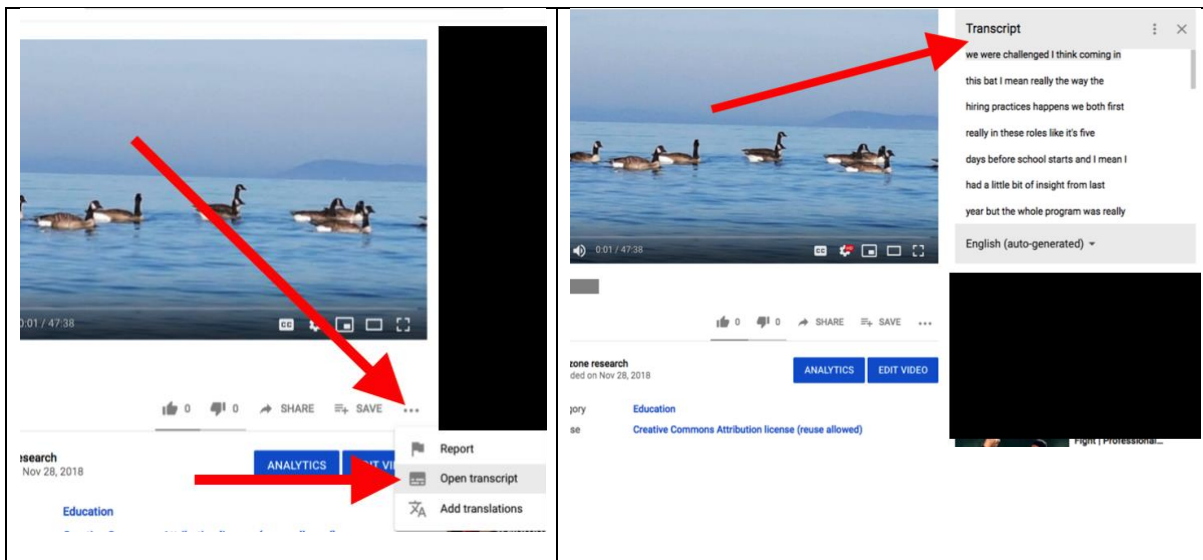 0:01 / 47:38
CC
0 0 SHARE SAVE ...
Report
Open transcript
Add translations
Nov 28, 2018
ANALYTICS
Education
Transcript
we were challenged I think coming in
this bat I mean really the way the
hiring practices happens we both first
really in these roles like it's five
days before school starts and I mean I
had a little bit of insight from last
year but the whole program was really
English (auto-generated)
0:01 / 47:38
CC
0 0 SHARE SAVE ...
zone research
ded on Nov 28, 2018
ANALYTICS EDIT VIDEO
gory Education
se Creative Commons Attribution license (reuse allowed)
Fight | Professional...